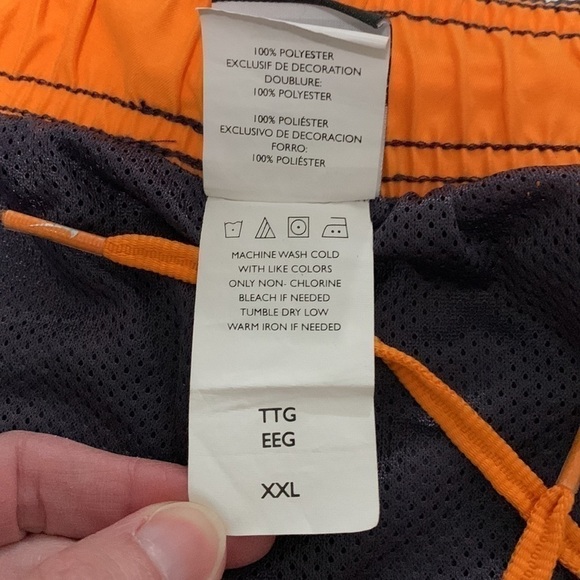 100% POLYESTER
EXCLUSIF DE DECORATION
DOUBLURE:
100% POLYESTER
100% POLIÉSTER
EXCLUSIVO DE DECORACION
FORRO:
100% POLIÉSTER
MACHINE WASH COLD
WITH LIKE COLORS
ONLY NON- CHLORINE
BLEACH IF NEEDED
TUMBLE DRY LOW
WARM IRON IF NEEDED
TTG
EEG
XXL